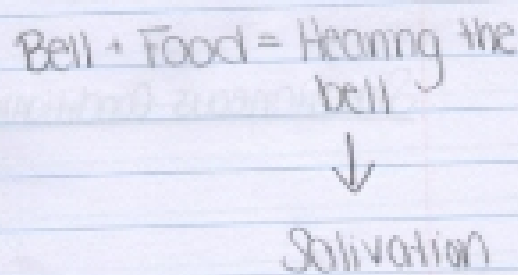 Bell + Food = Hearing the
bell
↓
Salivation